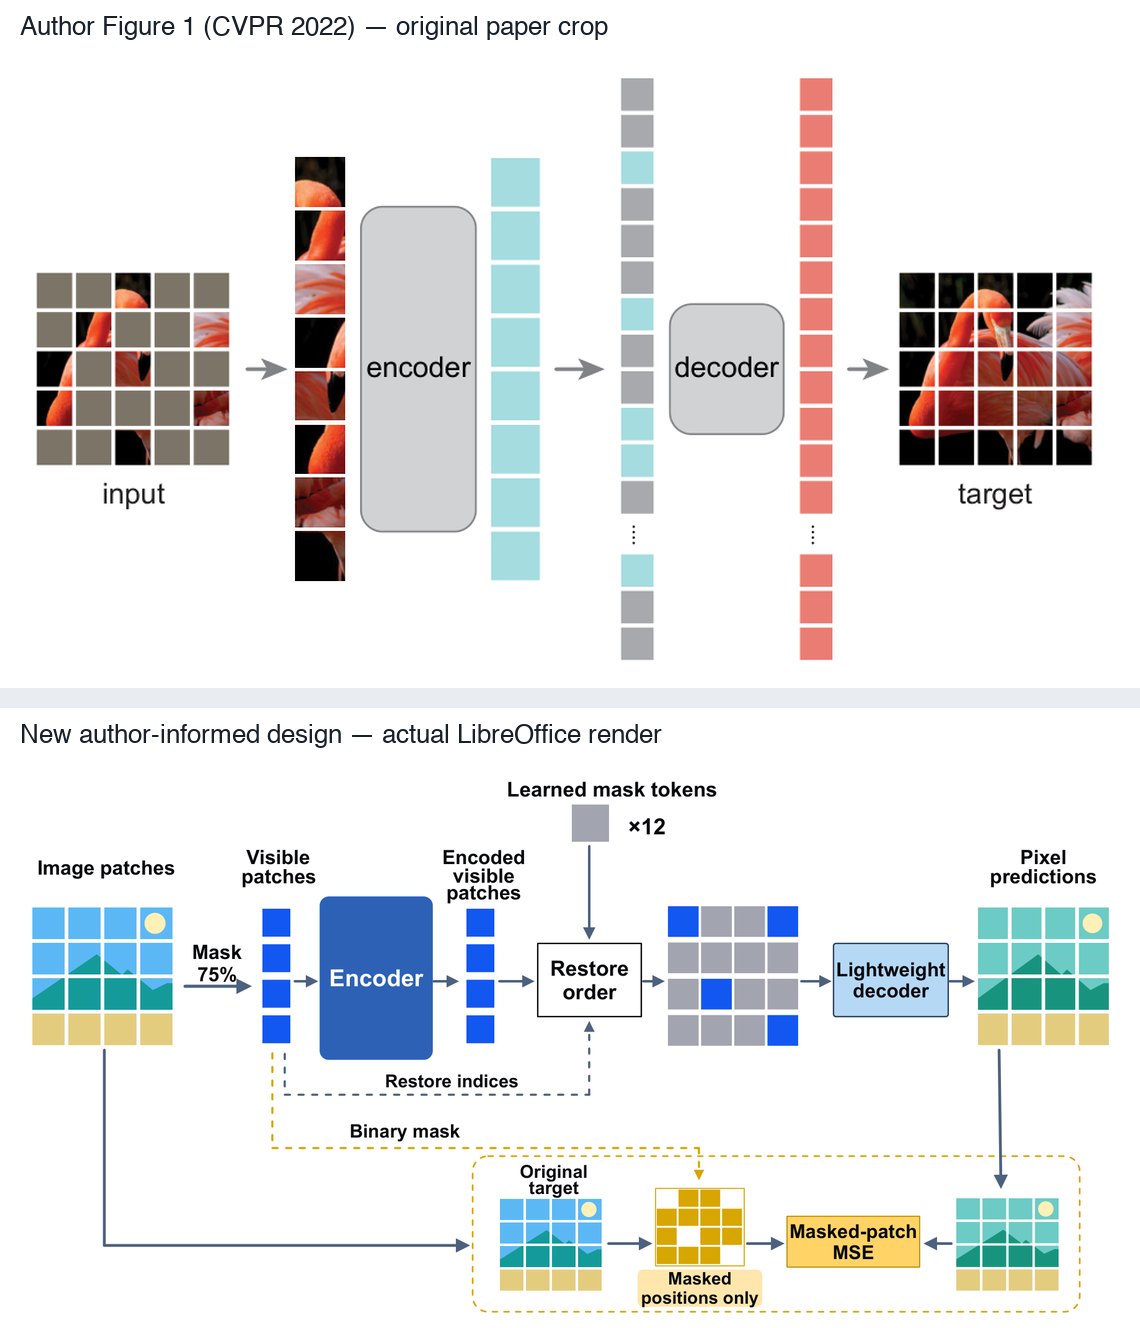 Author Figure 1 (CVPR 2022) — original paper crop
encoder
decoder
input
target
New author-informed design — actual LibreOffice render
Learned mask tokens
×12
Image patches
Visible
patches
Encoded
visible
patches
Pixel
predictions
Mask
75%
Encoder
Restore
order
Lightweight
decoder
Restore indices
Binary mask
Original
target
Masked-patch
MSE
Masked
positions only